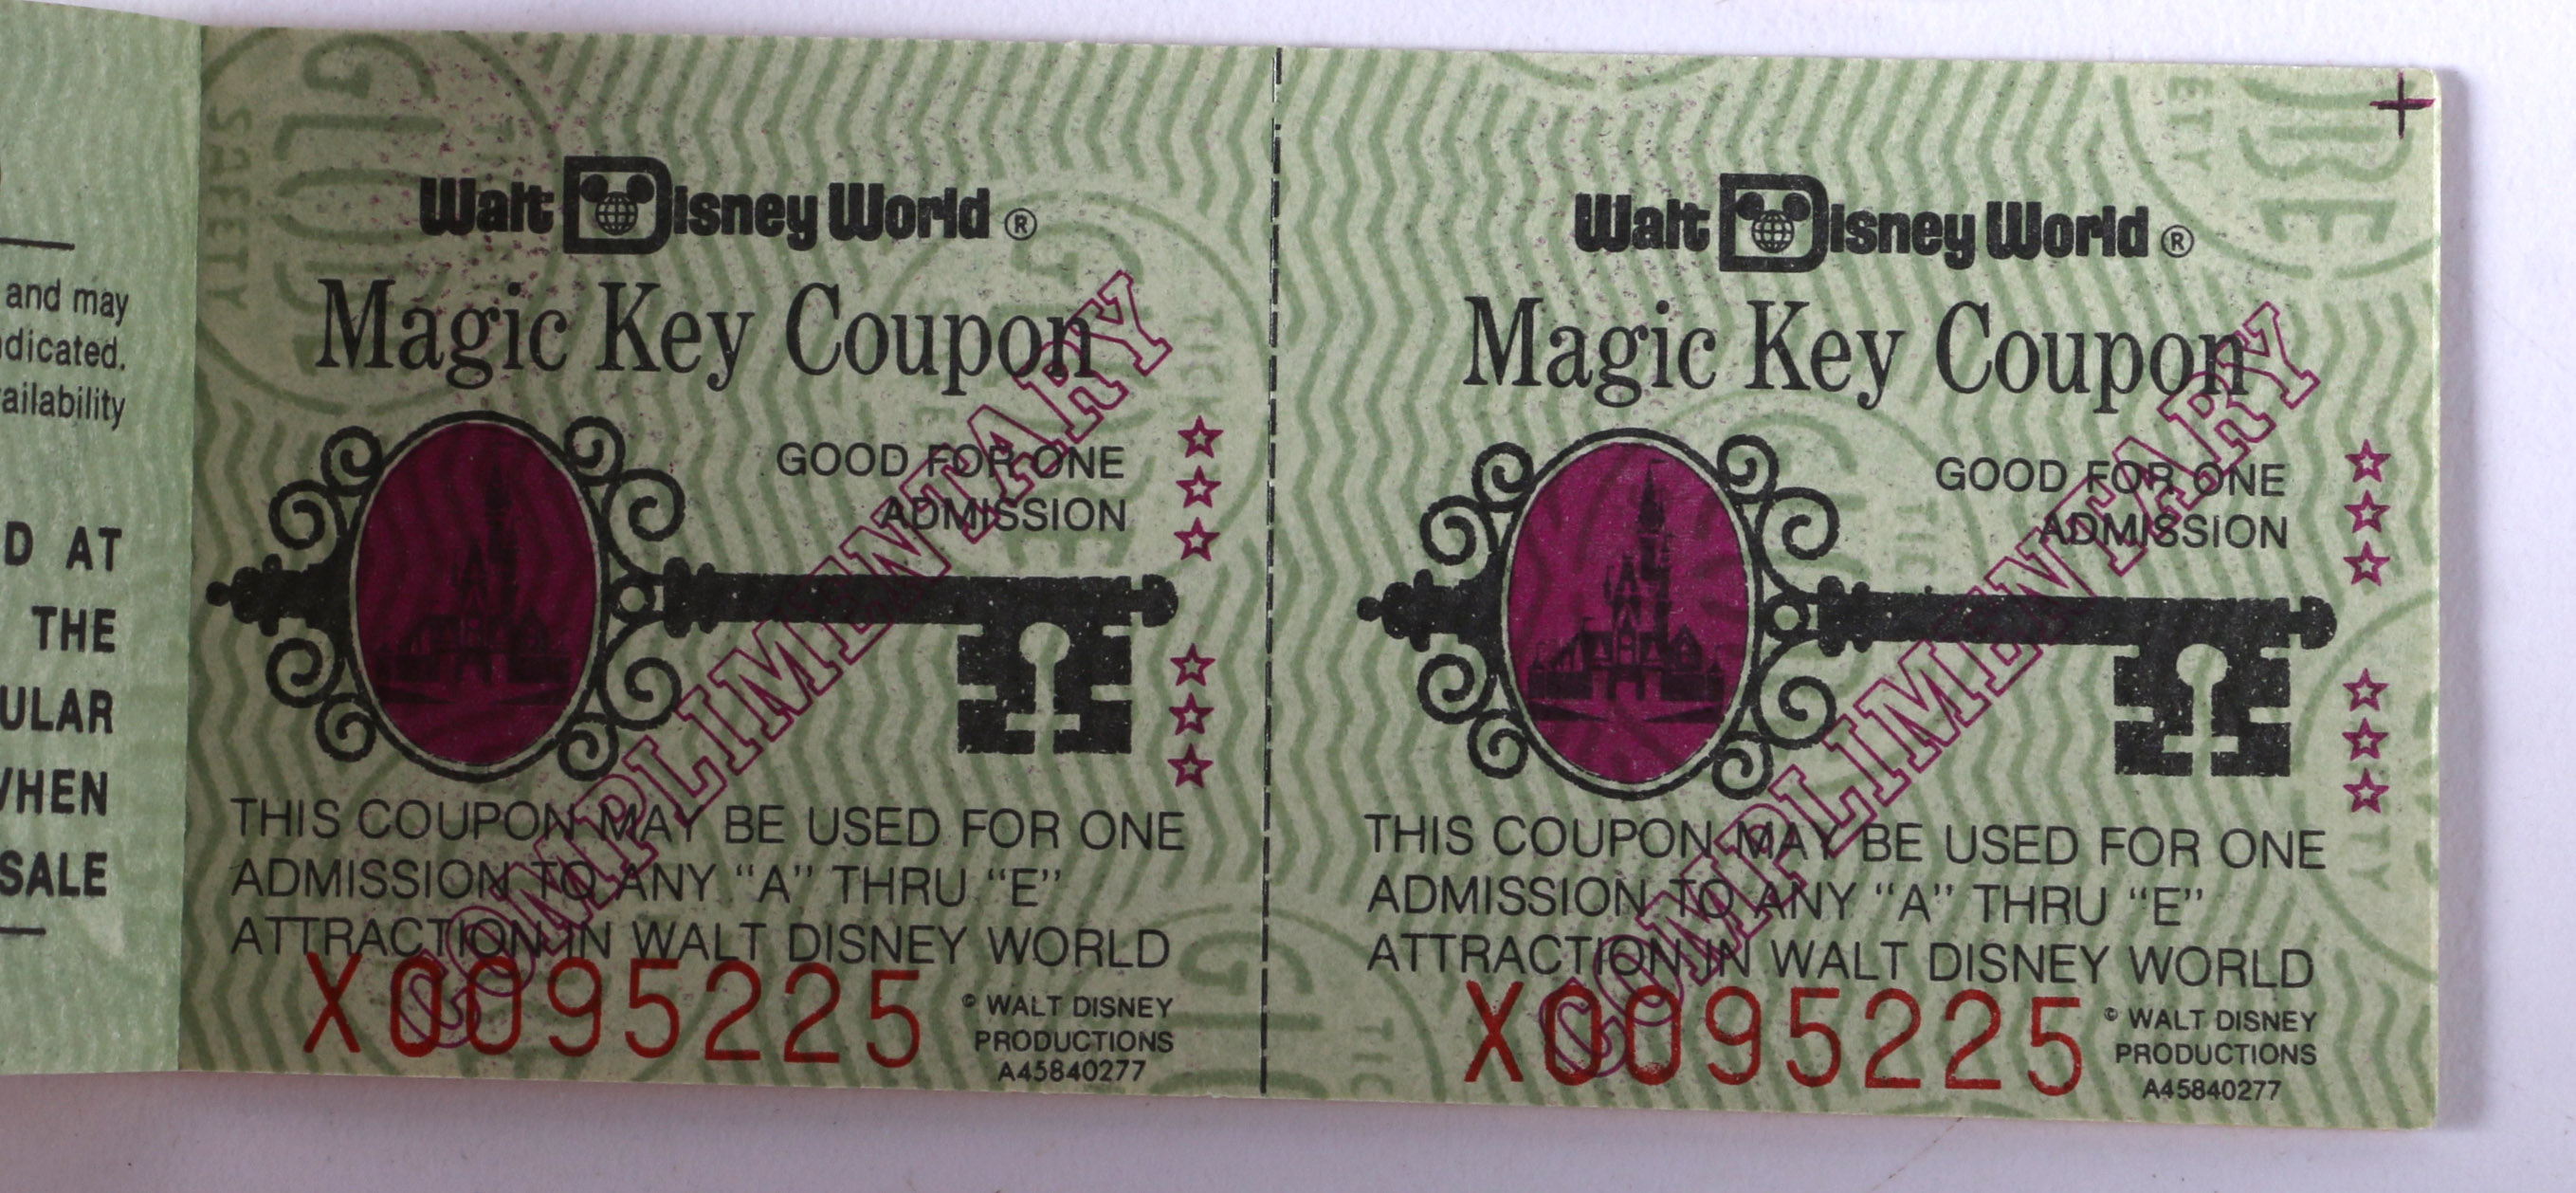 and may
dicated.
ailability
D AT
THE
ULAR
WHEN
SALE
Walt Disney World ®
Magic Key Coupon
GOOD FOR ONE
ADMISSION
COMPLIMENTARY
THIS COUPON MAY BE USED FOR ONE
ADMISSION TO ANY “A” THRU “E”
ATTRACTION IN WALT DISNEY WORLD
X0095225
© WALT DISNEY
PRODUCTIONS
A45840277
Walt Disney World ®
Magic Key Coupon
GOOD FOR ONE
ADMISSION
COMPLIMENTARY
THIS COUPON MAY BE USED FOR ONE
ADMISSION TO ANY “A” THRU “E”
ATTRACTION IN WALT DISNEY WORLD
X0095225
© WALT DISNEY
PRODUCTIONS
A45840277